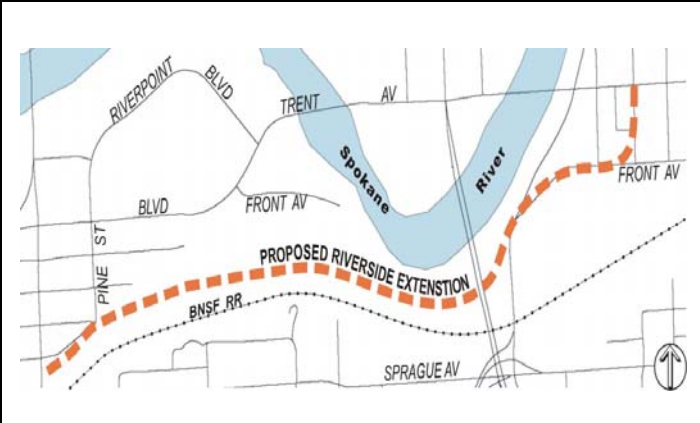 RIVERPOINT BLVD
TRENT AV
Spokane River
FRONT AV
BLVD
FRONT AV
PINE ST
PROPOSED RIVERSIDE EXTENSTION
BNSF RR
SPRAGUE AV